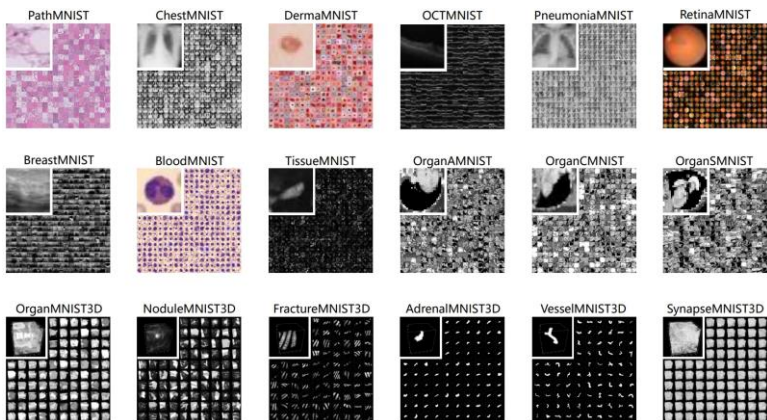 PathMNIST ChestMNIST DermaMNIST OCTMNIST PneumoniaMNIST RetinaMNIST
BreastMNIST BloodMNIST TissueMNIST OrganAMNIST OrganCMNIST OrganSMNIST
OrganMNIST3D NoduleMNIST3D FractureMNIST3D AdrenalMNIST3D VesselMNIST3D SynapseMNIST3D